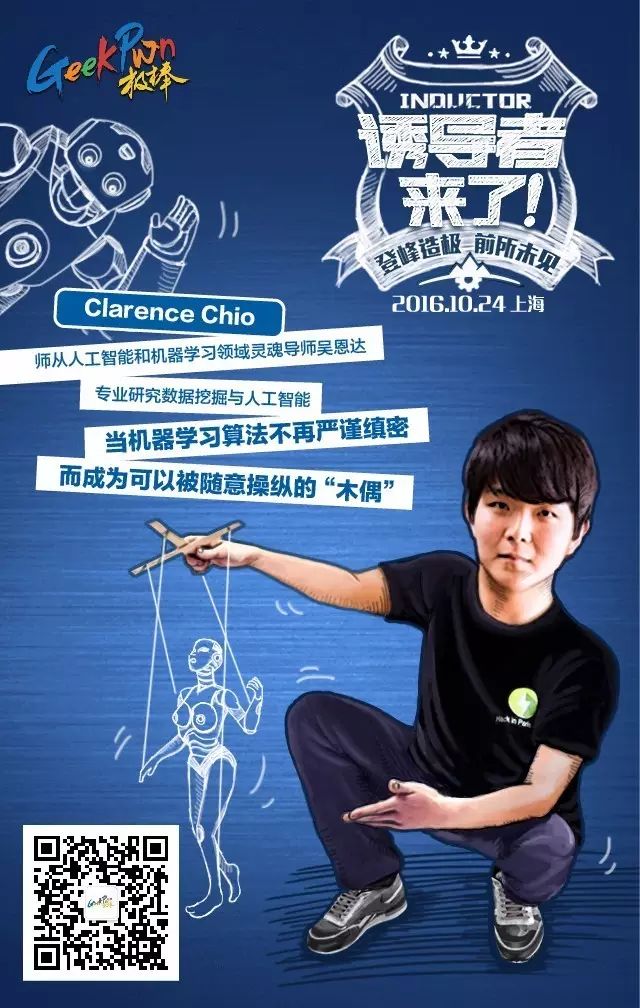 GeekPwn
极棒
INDUCTOR
诱导者
来了!
登峰造极 前所未见
2016.10.24 上海
Clarence Chio
师从人工智能和机器学习领域灵魂导师吴恩达
专业研究数据挖掘与人工智能
当机器学习算法不再严谨缜密
而成为可以被随意操纵的“木偶”
Hack in Paris